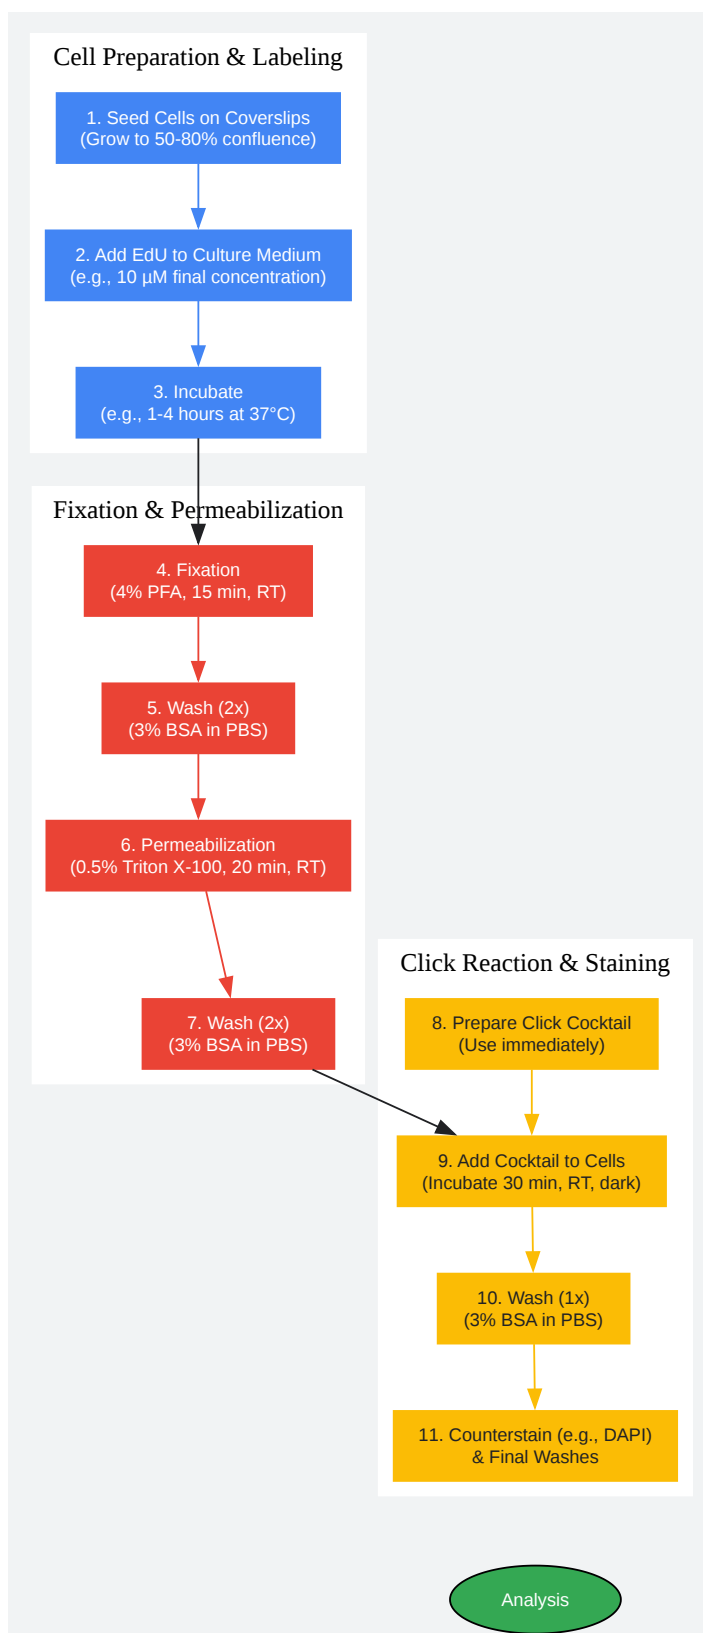 Cell Preparation & Labeling
1. Seed Cells on Coverslips
(Grow to 50-80% confluence)
2. Add EdU to Culture Medium
(e.g., 10 µM final concentration)
3. Incubate
(e.g., 1-4 hours at 37°C)
Fixation & Permeabilization
4. Fixation
(4% PFA, 15 min, RT)
5. Wash (2x)
(3% BSA in PBS)
6. Permeabilization
(0.5% Triton X-100, 20 min, RT)
7. Wash (2x)
(3% BSA in PBS)
Click Reaction & Staining
8. Prepare Click Cocktail
(Use immediately)
9. Add Cocktail to Cells
(Incubate 30 min, RT, dark)
10. Wash (1x)
(3% BSA in PBS)
11. Counterstain (e.g., DAPI)
& Final Washes
Analysis